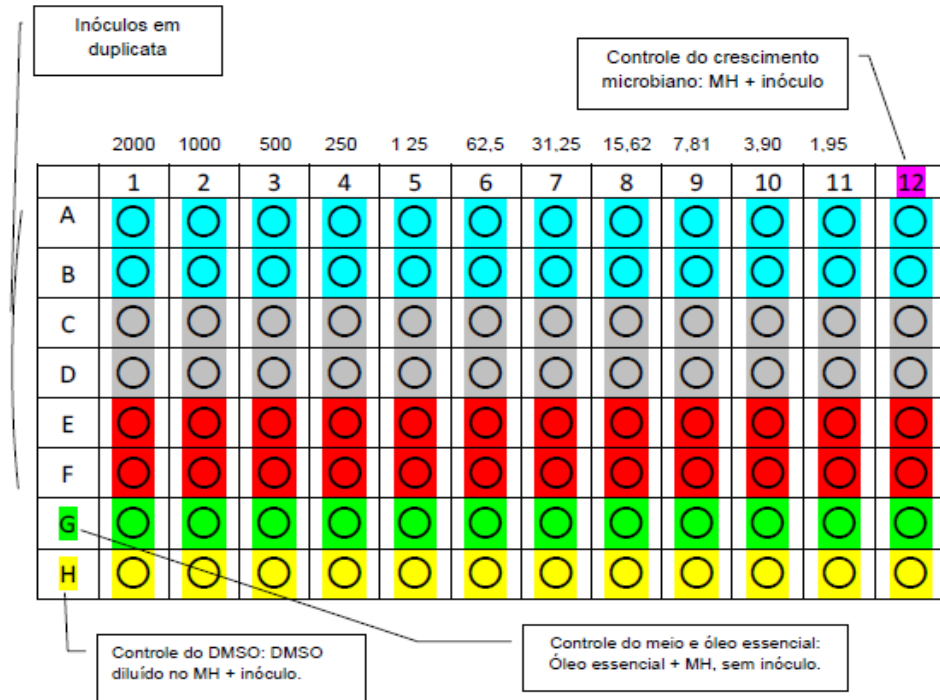 Inóculos em
duplicata
Controle do crescimento
microbiano: MH + inóculo
2000 1000 500 250 1 25 62,5 31,25 15,62 7,81 3,90 1,95
1 2 3 4 5 6 7 8 9 10 11 12
A
B
C
D
E
F
G
H
Controle do DMSO: DMSO
diluído no MH + inóculo.
Controle do meio e óleo essencial:
Óleo essencial + MH, sem inóculo.